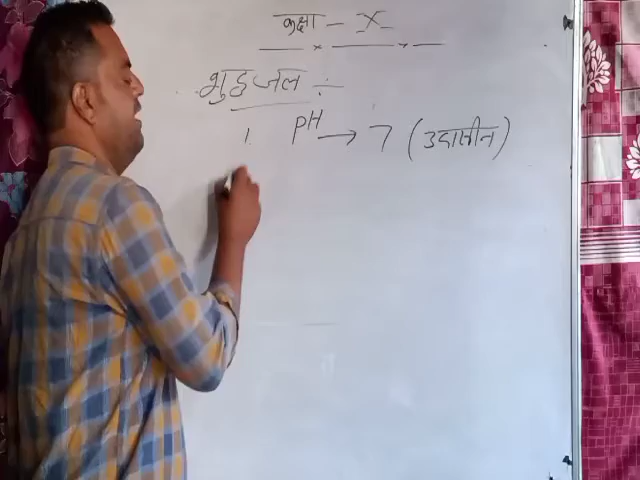 कक्षा - X
शुद्ध जल :-
1. PH → 7 (उदासीन)